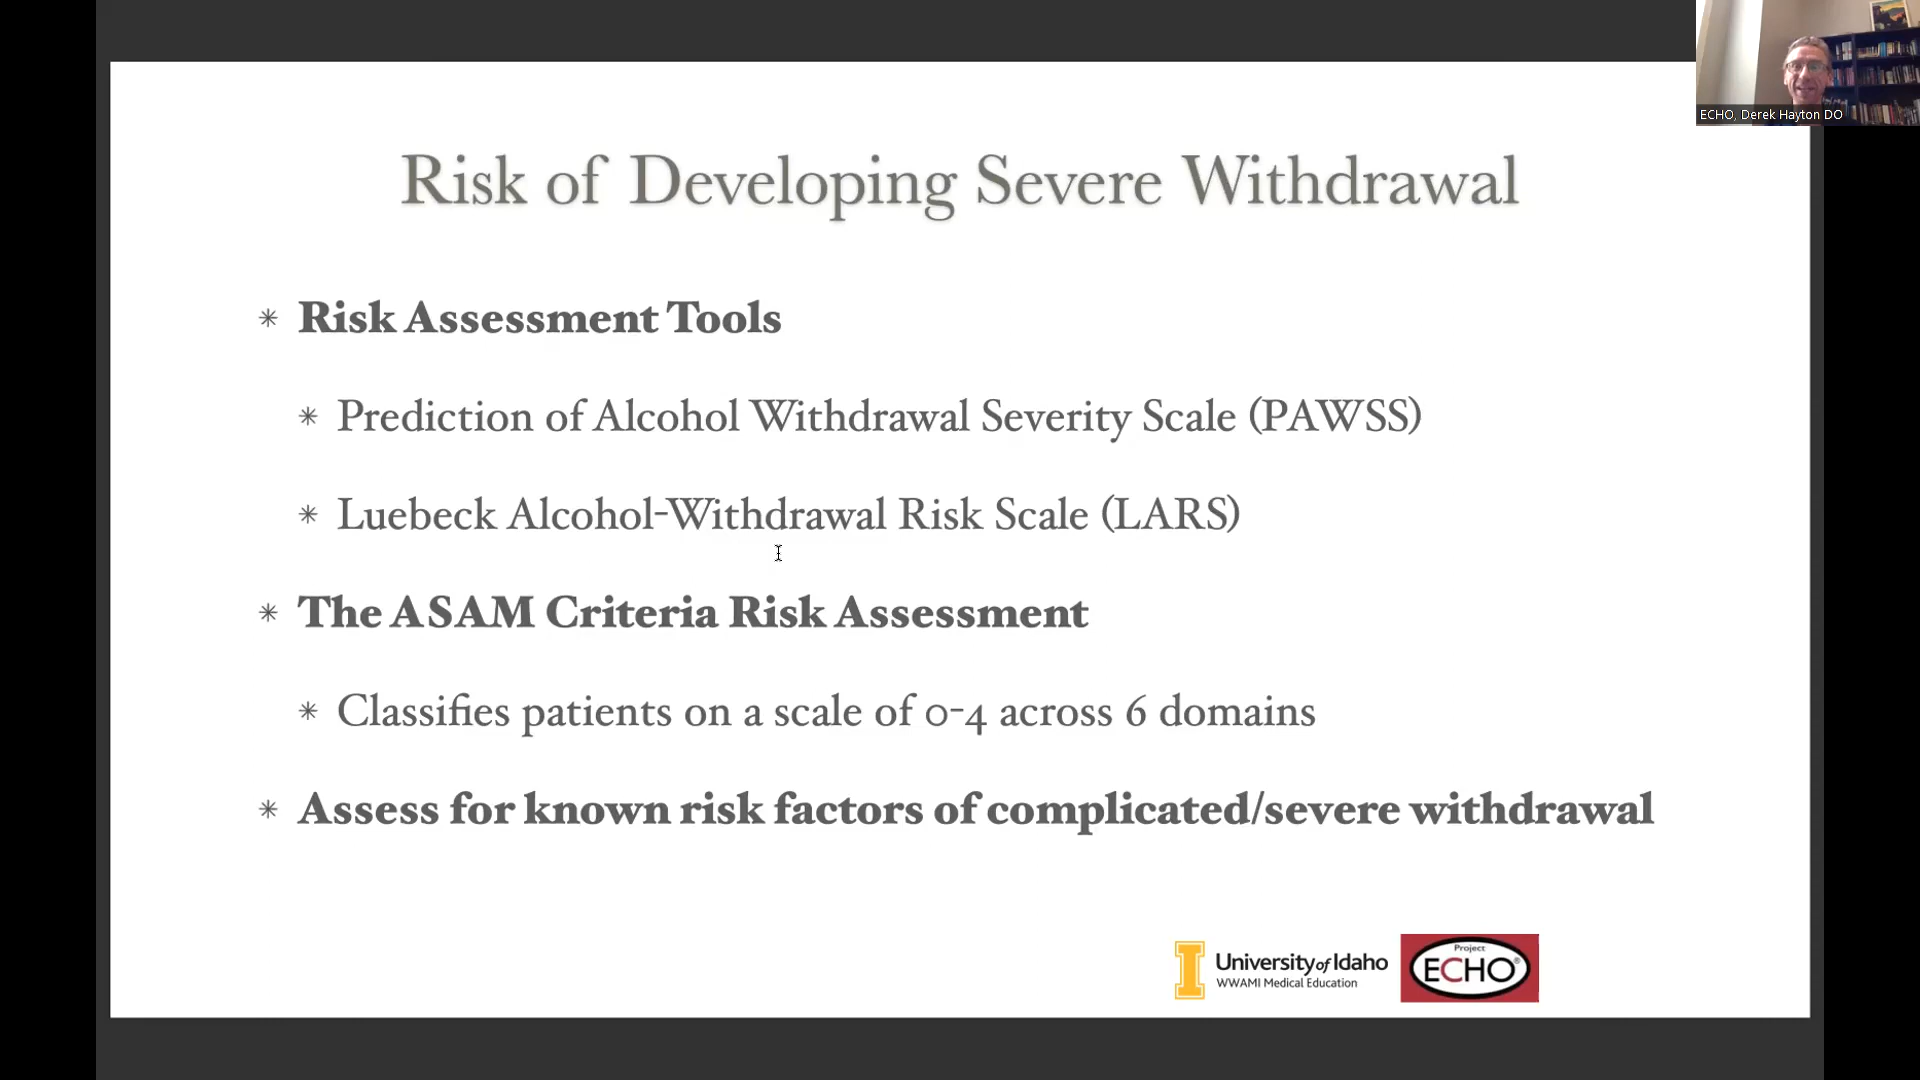 ECHO, Derek Hayton DO
Risk of Developing Severe Withdrawal
Risk Assessment Tools
Prediction of Alcohol Withdrawal Severity Scale (PAWSS)
Luebeck Alcohol-Withdrawal Risk Scale (LARS)
The ASAM Criteria Risk Assessment
Classifies patients on a scale of 0-4 across 6 domains
Assess for known risk factors of complicated/severe withdrawal
University of Idaho
WWAMI Medical Education
Project
ECHO®